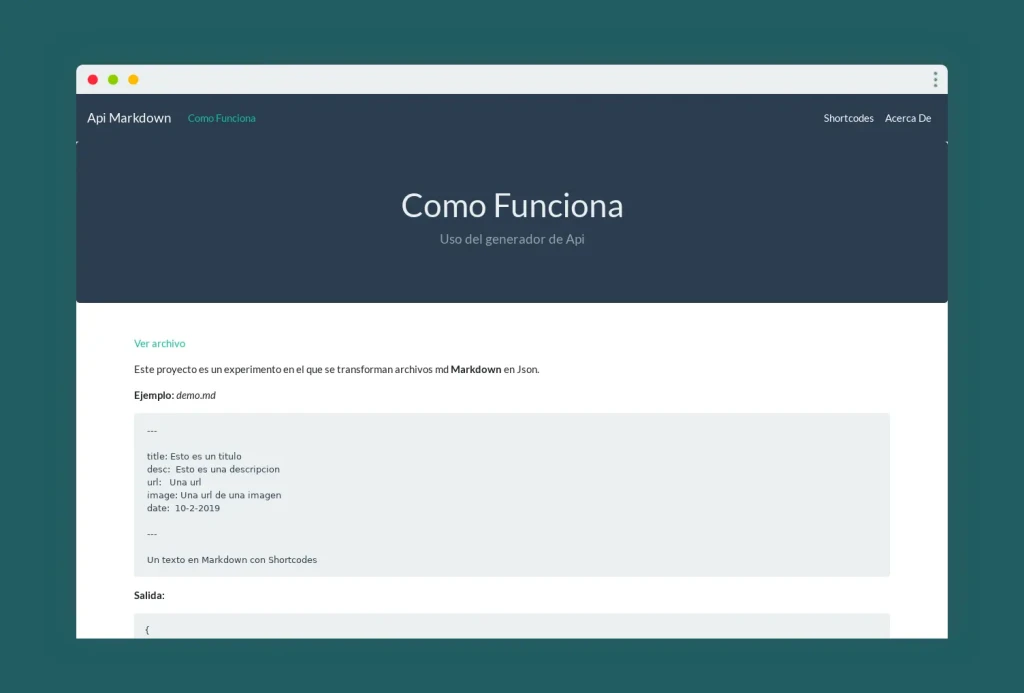 Api Markdown Como Funciona Shortcodes Acerca De
Como Funciona
Uso del generador de Api
Ver archivo
Este proyecto es un experimento en el que se transforman archivos md Markdown en Json.
Ejemplo: demo.md
---
title: Esto es un titulo
desc: Esto es una descripcion
url: Una url
image: Una url de una imagen
date: 10-2-2019
---
Un texto en Markdown con Shortcodes
Salida:
{